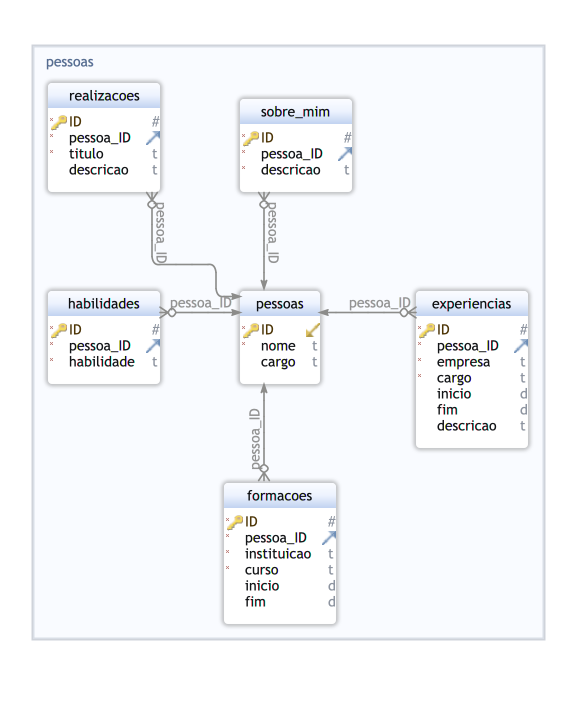 pessoas
realizacoes
ID #
pessoa_ID
titulo t
descricao t
sobre_mim
ID #
pessoa_ID
descricao t
pessoa_ID
pessoa_ID
habilidades
ID #
pessoa_ID
habilidade t
pessoa_ID
pessoas
ID
nome t
cargo t
pessoa_ID
experiencias
ID #
pessoa_ID
empresa t
cargo t
inicio d
fim d
descricao t
pessoa_ID
formacoes
ID #
pessoa_ID
instituicao t
curso t
inicio d
fim d